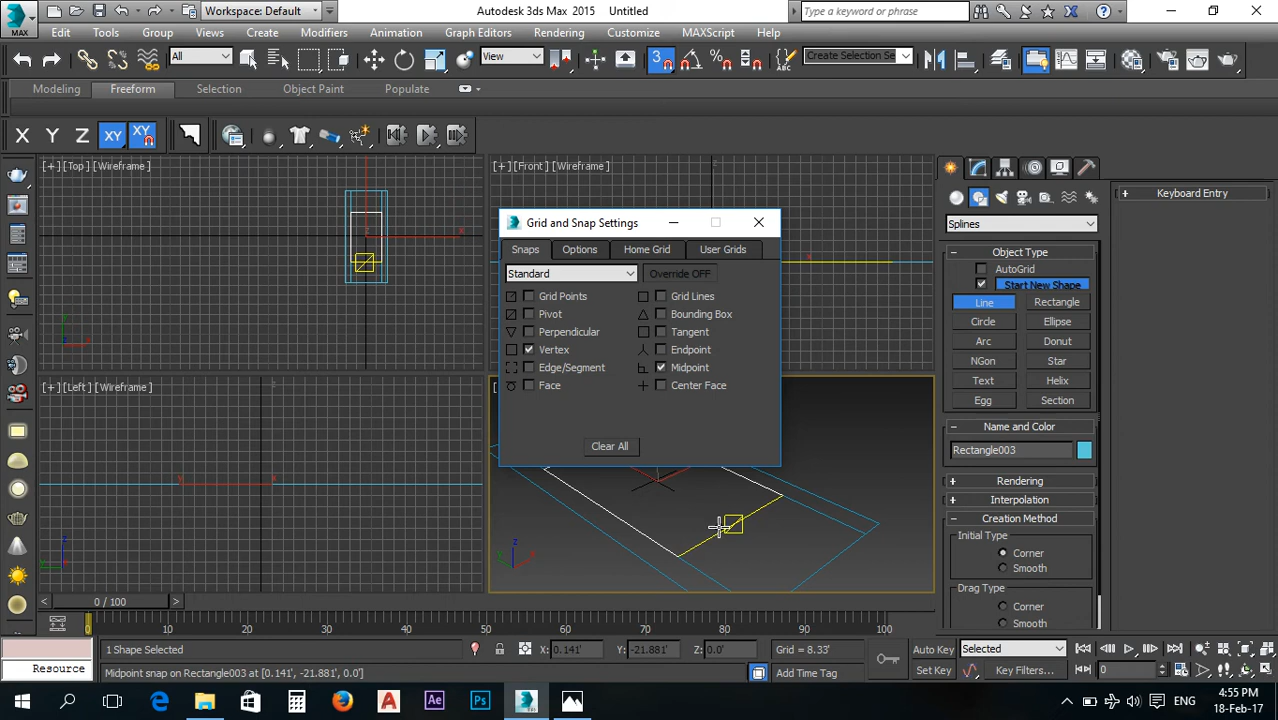 MAX
Workspace: Default
Autodesk 3ds Max 2015
Untitled
Type a keyword or phrase
Edit
Tools
Group
Views
Create
Modifiers
Animation
Graph Editors
Rendering
Customize
MAXScript
Help
All
View
3
Create Selection Se
Modeling
Freeform
Selection
Object Paint
Populate
X
Y
Z
XY
XY
[+][Top][Wireframe]
[+][Front][Wireframe]
[+][Left][Wireframe]
Grid and Snap Settings
Snaps
Options
Home Grid
User Grids
Standard
Override OFF
Grid Points
Grid Lines
Pivot
Bounding Box
Perpendicular
Tangent
Vertex
Endpoint
Edge/Segment
Midpoint
Face
Center Face
Clear All
Keyboard Entry
Splines
Object Type
AutoGrid
Start New Shape
Line
Rectangle
Circle
Ellipse
Arc
Donut
NGon
Star
Text
Helix
Egg
Section
Name and Color
Rectangle003
Rendering
Interpolation
Creation Method
Initial Type
Corner
Smooth
Drag Type
Corner
Smooth
0 / 100
0
10
20
30
40
50
60
70
80
90
100
1 Shape Selected
X: 0.141'
Y: -21.881'
Z: 0.0'
Grid = 8.33'
Auto Key
Selected
Resource
Midpoint snap on Rectangle003 at [0.141', -21.881', 0.0']
Add Time Tag
Set Key
Key Filters...
0
Ae
Ps
ENG
4:55 PM
18-Feb-17